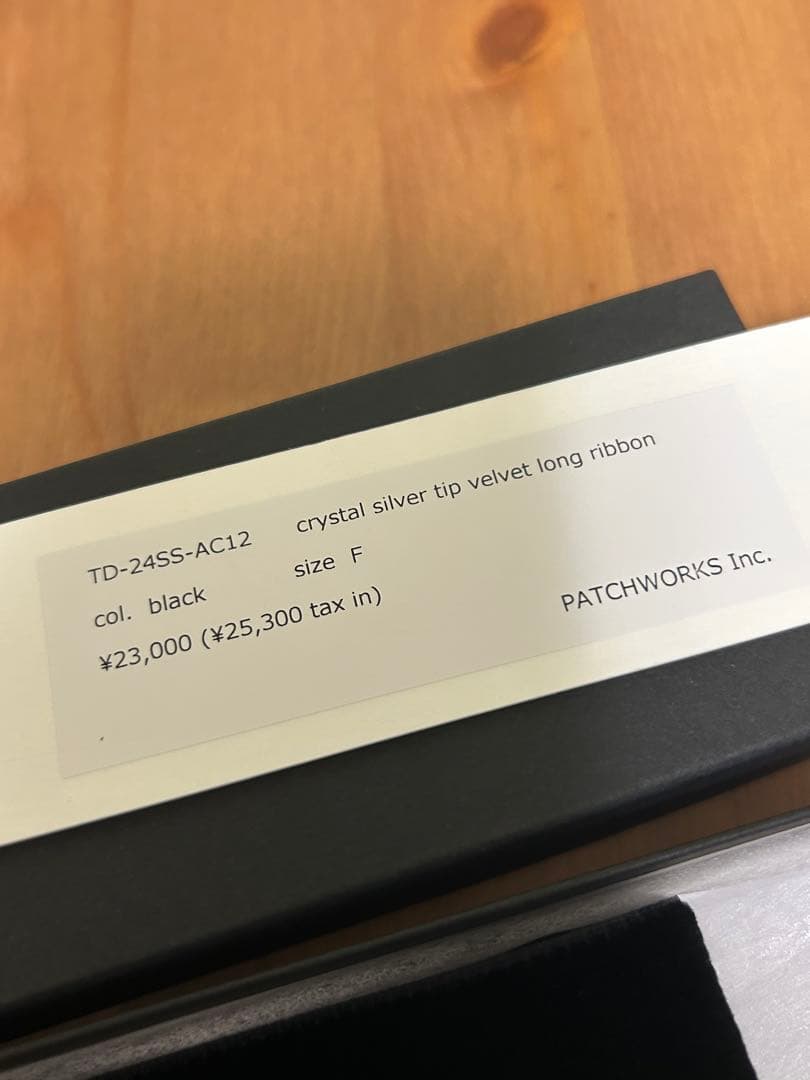 TD-24SS-AC12 crystal silver tip velvet long ribbon
col. black size F
¥23,000 (¥25,300 tax in)
PATCHWORKS Inc.